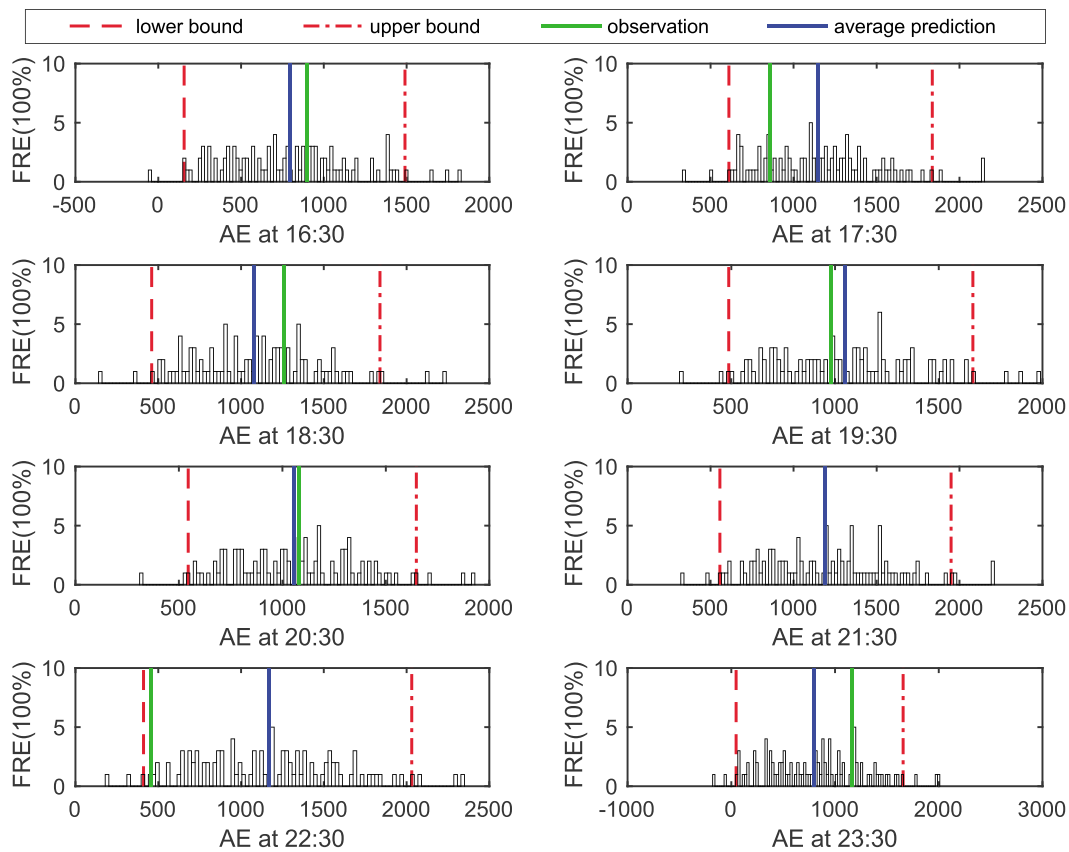 lower bound upper bound observation average prediction
FRE(100%)
10
5
0
-500 0 500 1000 1500 2000
AE at 16:30
FRE(100%)
10
5
0
0 500 1000 1500 2000 2500
AE at 17:30
FRE(100%)
10
5
0
0 500 1000 1500 2000 2500
AE at 18:30
FRE(100%)
10
5
0
0 500 1000 1500 2000
AE at 19:30
FRE(100%)
10
5
0
0 500 1000 1500 2000
AE at 20:30
FRE(100%)
10
5
0
0 500 1000 1500 2000 2500
AE at 21:30
FRE(100%)
10
5
0
0 500 1000 1500 2000 2500
AE at 22:30
FRE(100%)
10
5
0
-1000 0 1000 2000 3000
AE at 23:30